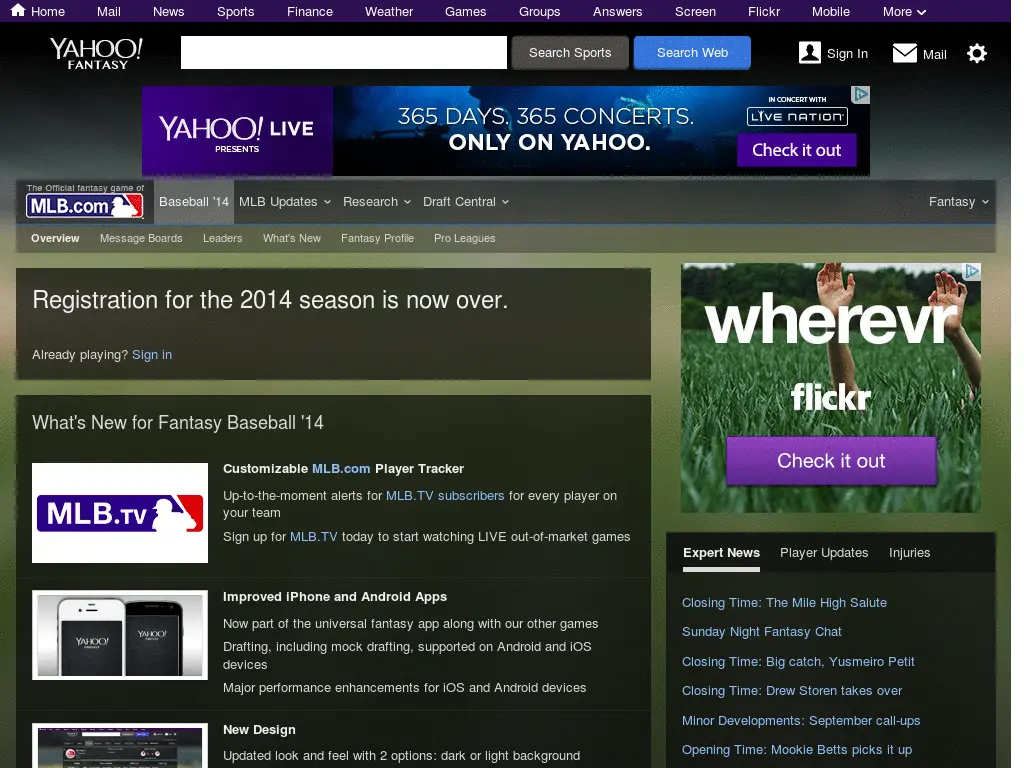 Home Mail News Sports Finance Weather Games Groups Answers Screen Flickr Mobile More
YAHOO!
FANTASY
Search Sports
Search Web
Sign In
Mail
YAHOO! LIVE
PRESENTS
365 DAYS. 365 CONCERTS.
ONLY ON YAHOO.
IN CONCERT WITH
LIVE NATION
Check it out
The Official fantasy game of
MLB.com
Baseball '14 MLB Updates Research Draft Central Fantasy
Overview Message Boards Leaders What's New Fantasy Profile Pro Leagues
Registration for the 2014 season is now over.
Already playing? Sign in
What's New for Fantasy Baseball '14
MLB.TV
Customizable MLB.com Player Tracker
Up-to-the-moment alerts for MLB.TV subscribers for every player on
your team
Sign up for MLB.TV today to start watching LIVE out-of-market games
YAHOO!
FANTASY
YAHOO!
FANTASY
Improved iPhone and Android Apps
Now part of the universal fantasy app along with our other games
Drafting, including mock drafting, supported on Android and iOS
devices
Major performance enhancements for iOS and Android devices
New Design
Updated look and feel with 2 options: dark or light background
wherevr
flickr
Check it out
Expert News Player Updates Injuries
Closing Time: The Mile High Salute
Sunday Night Fantasy Chat
Closing Time: Big catch, Yusmeiro Petit
Closing Time: Drew Storen takes over
Minor Developments: September call-ups
Opening Time: Mookie Betts picks it up